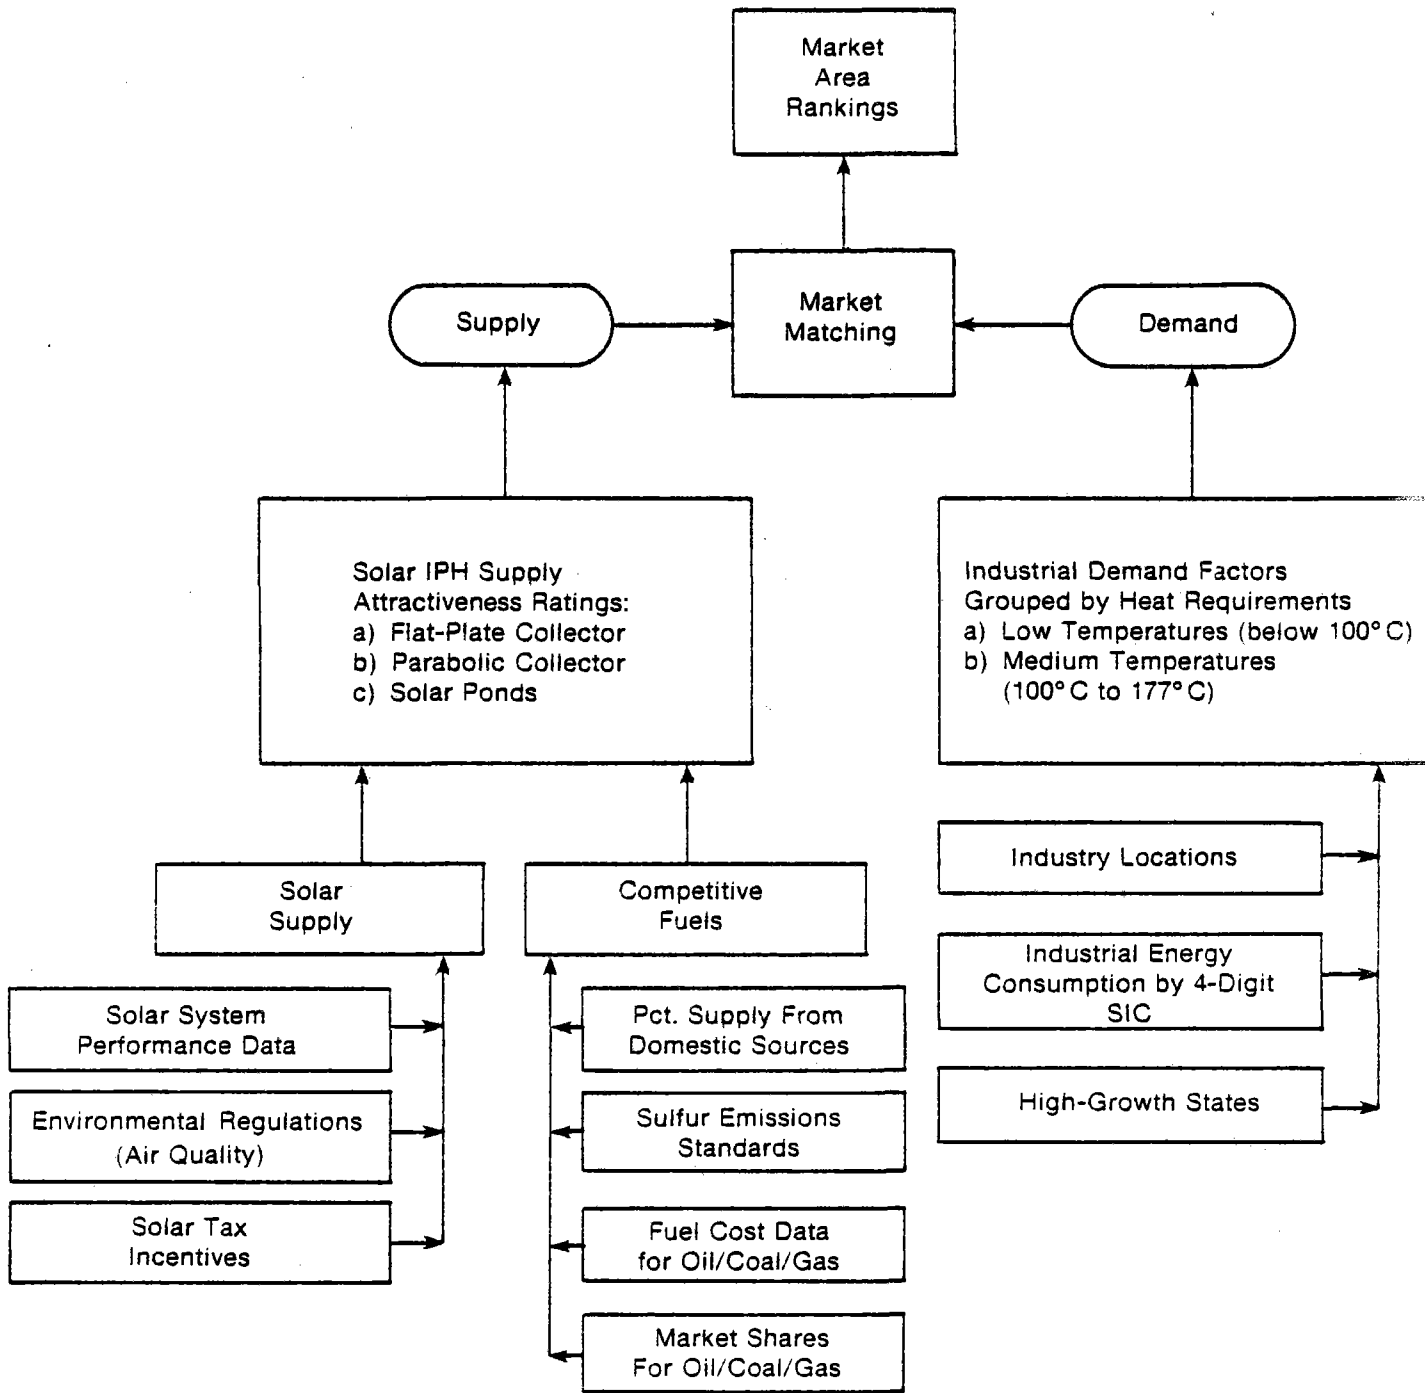 Market
Area
Rankings
Supply
Market
Matching
Demand
Solar IPH Supply
Attractiveness Ratings:
a) Flat-Plate Collector
b) Parabolic Collector
c) Solar Ponds
Industrial Demand Factors
Grouped by Heat Requirements
a) Low Temperatures (below 100°C)
b) Medium Temperatures
(100°C to 177°C)
Solar
Supply
Competitive
Fuels
Solar System
Performance Data
Environmental Regulations
(Air Quality)
Solar Tax
Incentives
Pct. Supply From
Domestic Sources
Sulfur Emissions
Standards
Fuel Cost Data
for Oil/Coal/Gas
Market Shares
For Oil/Coal/Gas
Industry Locations
Industrial Energy
Consumption by 4-Digit
SIC
High-Growth States